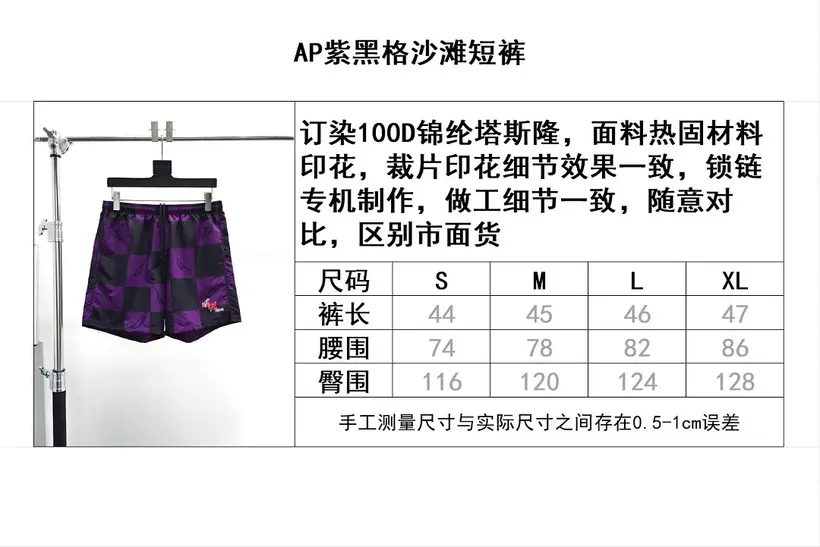 AP紫黑格沙滩短裤
订染100D锦纶塔斯隆，面料热固材料
印花，裁片印花细节效果一致，锁链
专机制作，做工细节一致，随意对
比，区别市面货
尺码 S M L XL
裤长 44 45 46 47
腰围 74 78 82 86
臀围 116 120 124 128
手工测量尺寸与实际尺寸之间存在0.5-1cm误差